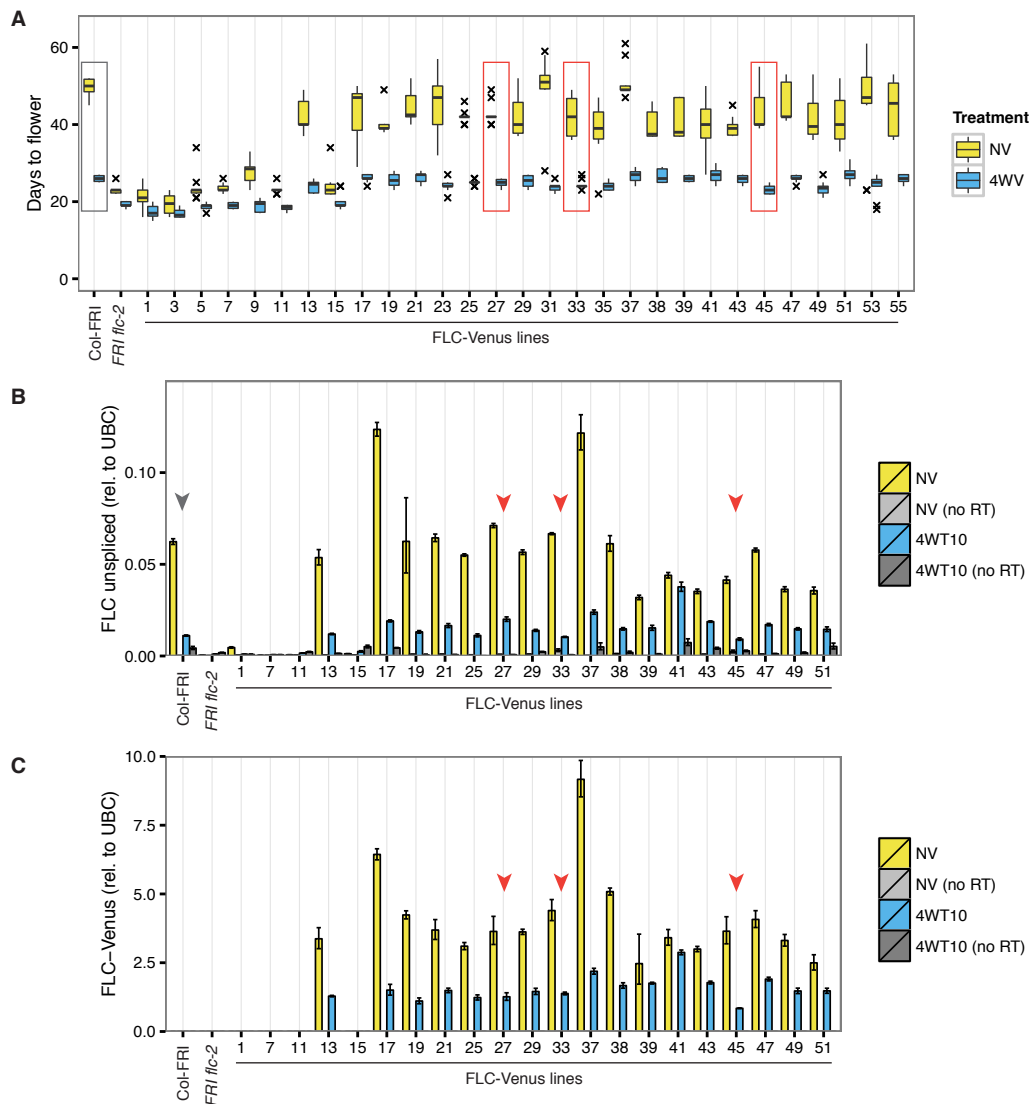 A
Days to flower
60
40
20
0
Col-FRI
FRI flc-2
1 3 5 7 9 11 13 15 17 19 21 23 25 27 29 31 33 35 37 38 39 41 43 45 47 49 51 53 55
FLC-Venus lines
Treatment
NV
4WV
B
FLC unspliced (rel. to UBC)
0.10
0.05
0.00
Col-FRI
FRI flc-2
1 7 11 13 15 17 19 21 25 27 29 33 37 38 39 41 43 45 47 49 51
FLC-Venus lines
NV
NV (no RT)
4WT10
4WT10 (no RT)
C
FLC–Venus (rel. to UBC)
10.0
7.5
5.0
2.5
0.0
Col-FRI
FRI flc-2
1 7 11 13 15 17 19 21 25 27 29 33 37 38 39 41 43 45 47 49 51
FLC-Venus lines
NV
NV (no RT)
4WT10
4WT10 (no RT)